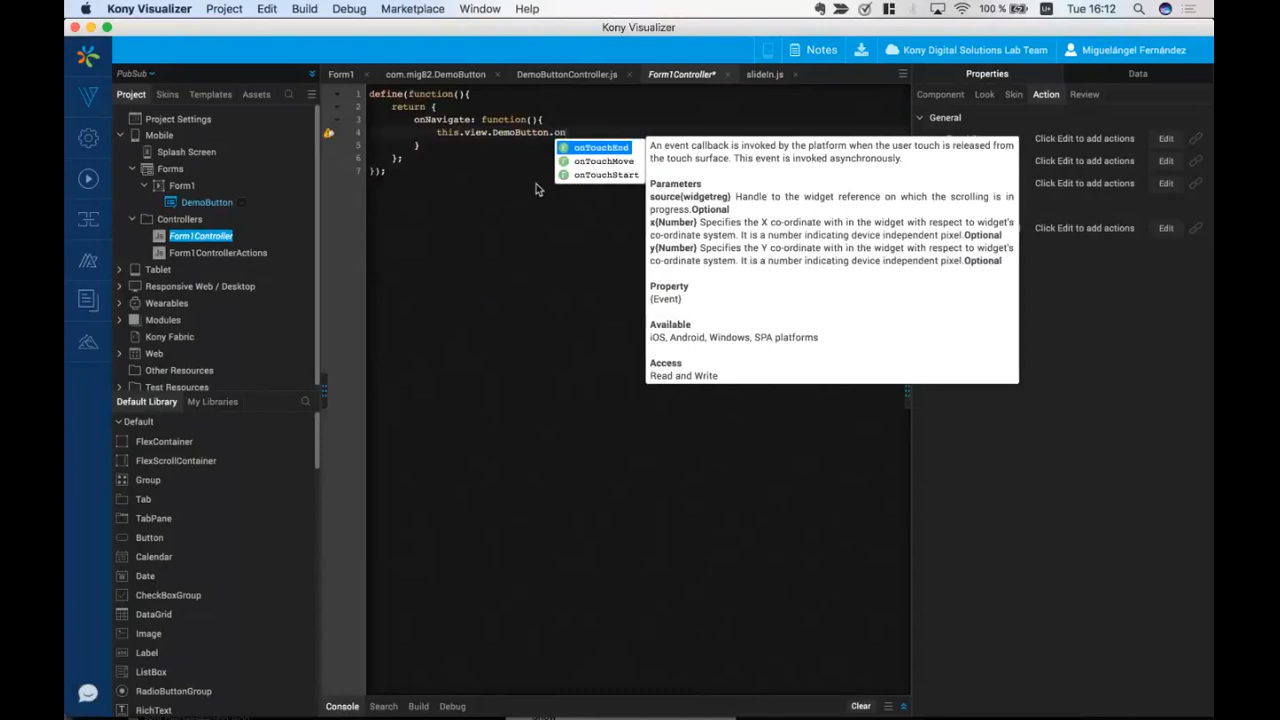 Kony Visualizer Project Edit Build Debug Marketplace Window Help 100 % Tue 16:12
Kony Visualizer
Notes Kony Digital Solutions Lab Team Miguelángel Fernández
PubSub
Project Skins Templates Assets
Project Settings
Mobile
Splash Screen
Forms
Form1
DemoButton
Controllers
Form1Controller
Form1ControllerActions
Tablet
Responsive Web / Desktop
Wearables
Modules
Kony Fabric
Web
Other Resources
Test Resources
Default Library My Libraries
Default
FlexContainer
FlexScrollContainer
Group
Tab
TabPane
Button
Calendar
Date
CheckBoxGroup
DataGrid
Image
Label
ListBox
RadioButtonGroup
RichText
Form1 com.mig82.DemoButton DemoButtonController.js Form1Controller* slideIn.js
1 define(function(){
2 return {
3 onNavigate: function(){
4 this.view.DemoButton.on
5 }
6 };
7 });
onTouchEnd
onTouchMove
onTouchStart
An event callback is invoked by the platform when the user touch is released from
the touch surface. This event is invoked asynchronously.
Parameters
source{widgetreg} Handle to the widget reference on which the scrolling is in
progress.Optional
x{Number} Specifies the X co-ordinate with in the widget with respect to widget's
co-ordinate system. It is a number indicating device independent pixel.Optional
y{Number} Specifies the Y co-ordinate with in the widget with respect to widget's
co-ordinate system. It is a number indicating device independent pixel.Optional
Property
{Event}
Available
iOS, Android, Windows, SPA platforms
Access
Read and Write
Properties Data
Component Look Skin Action Review
General
Click Edit to add actions Edit
Click Edit to add actions Edit
Click Edit to add actions Edit
Click Edit to add actions Edit
Console Search Build Debug Clear